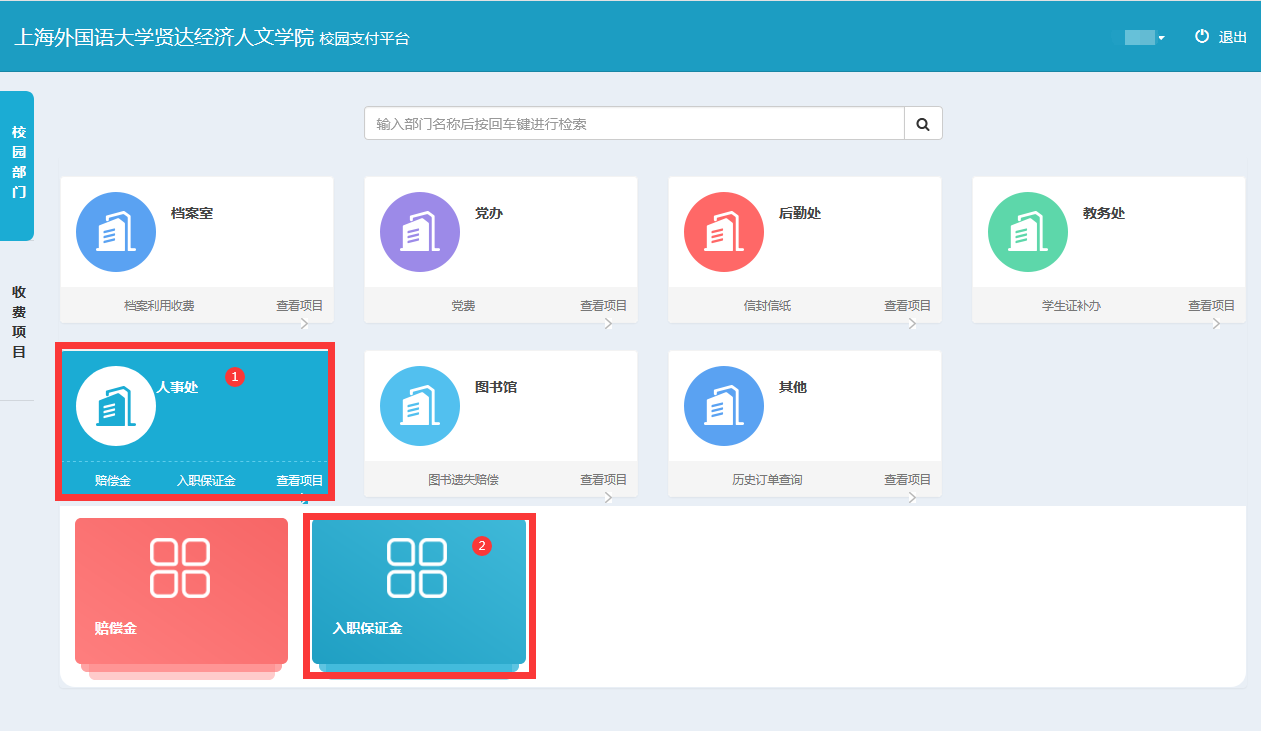 上海外国语大学贤达经济人文学院 校园支付平台
退出
校园部门
收费项目
输入部门名称后按回车键进行检索
档案室
档案利用收费 查看项目
党办
党费 查看项目
后勤处
信封信纸 查看项目
教务处
学生证补办 查看项目
人事处 1
赔偿金 入职保证金 查看项目
图书馆
图书遗失赔偿 查看项目
其他
历史订单查询 查看项目
赔偿金
2
入职保证金